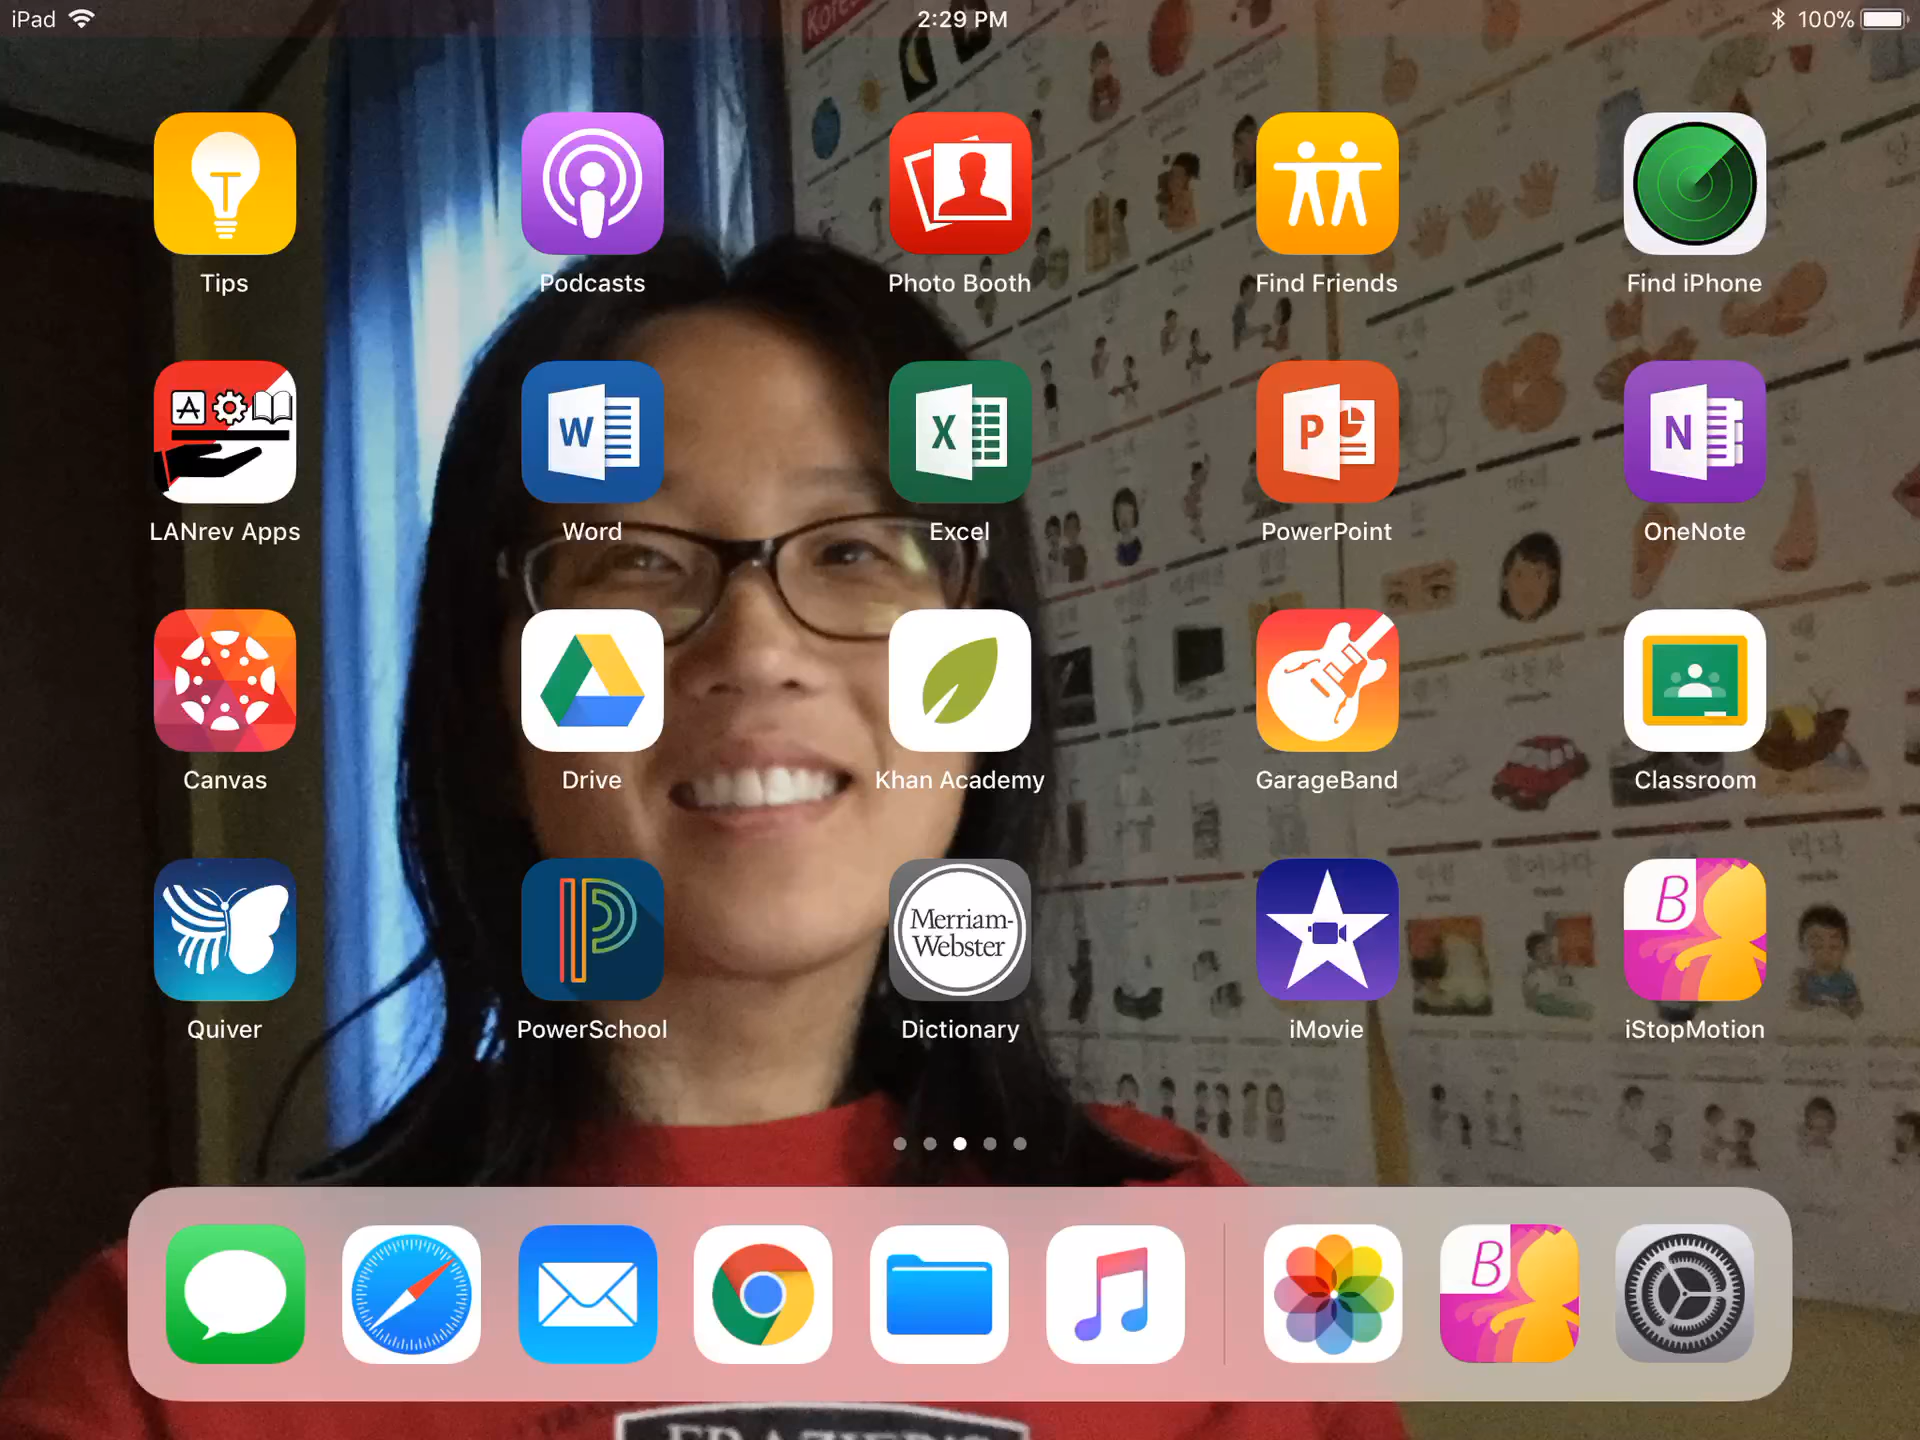 iPad 2:29 PM 100%
Tips Podcasts Photo Booth Find Friends Find iPhone
W X P N
LANrev Apps Word Excel PowerPoint OneNote
Canvas Drive Khan Academy GarageBand Classroom
Merriam-
Webster
B
Quiver PowerSchool Dictionary iMovie iStopMotion
B